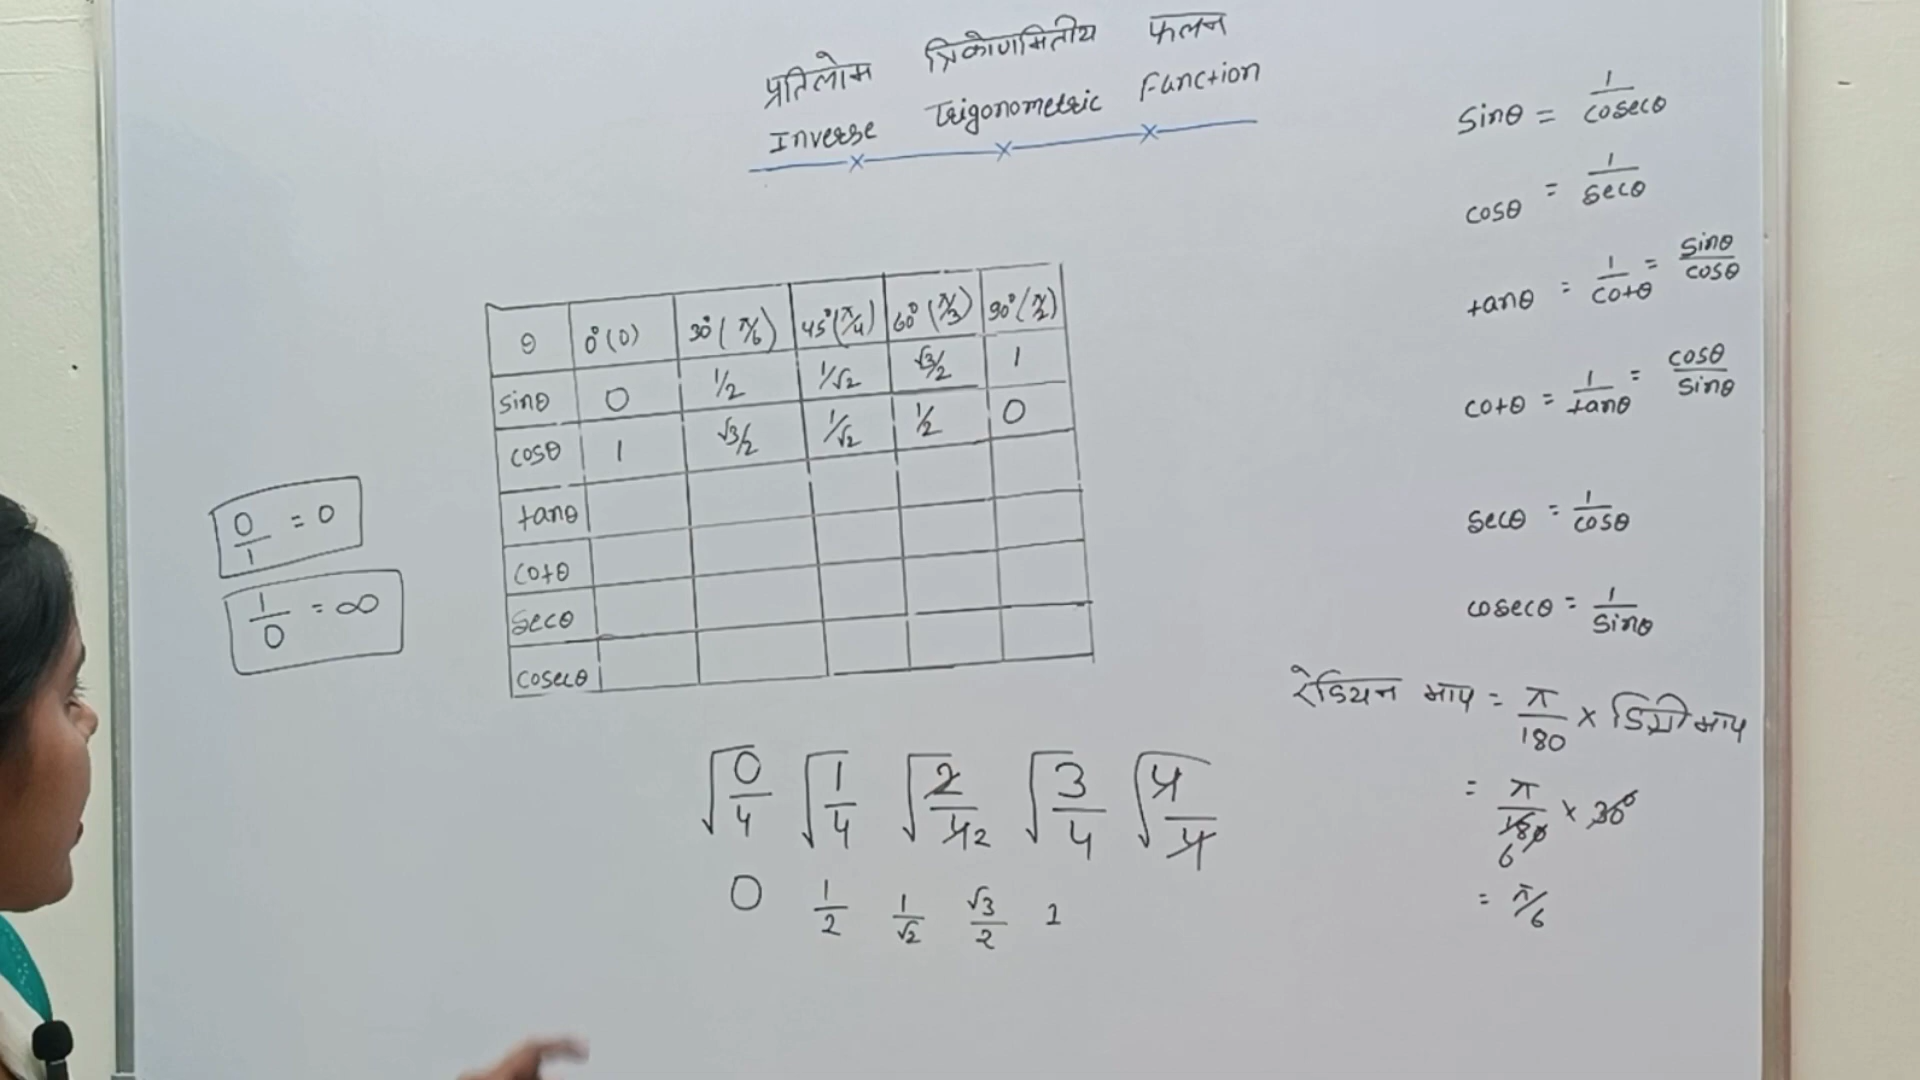 प्रतिलोम त्रिकोणमितीय फलन
Inverse Trigonometric Function
θ 0°(0) 30°(π/6) 45°(π/4) 60°(π/3) 90°(π/2)
sinθ 0 1/2 1/√2 √3/2 1
cosθ 1 √3/2 1/√2 1/2 0
tanθ
cotθ
secθ
cosecθ
0/1 = 0
1/0 = ∞
√0/4 √1/4 √2/4 2 √3/4 √4/4
0 1/2 1/√2 √3/2 1
sinθ = 1/cosecθ
cosθ = 1/secθ
tanθ = 1/cotθ = sinθ/cosθ
cotθ = 1/tanθ = cosθ/sinθ
secθ = 1/cosθ
cosecθ = 1/sinθ
रेडियन माप = π/180 × डिग्री माप
= π/180 × 30°
6
= π/6